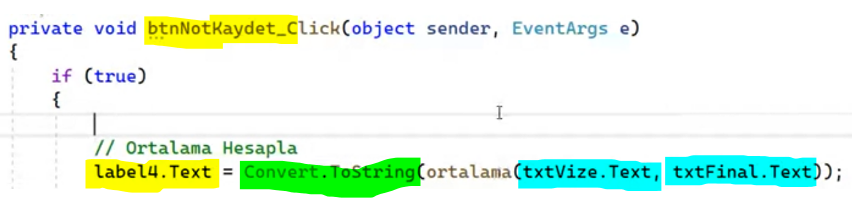 private void btnNotKaydet_Click(object sender, EventArgs e)
{
if (true)
{
// Ortalama Hesapla
label4.Text = Convert.ToString(ortalama(txtVize.Text, txtFinal.Text));